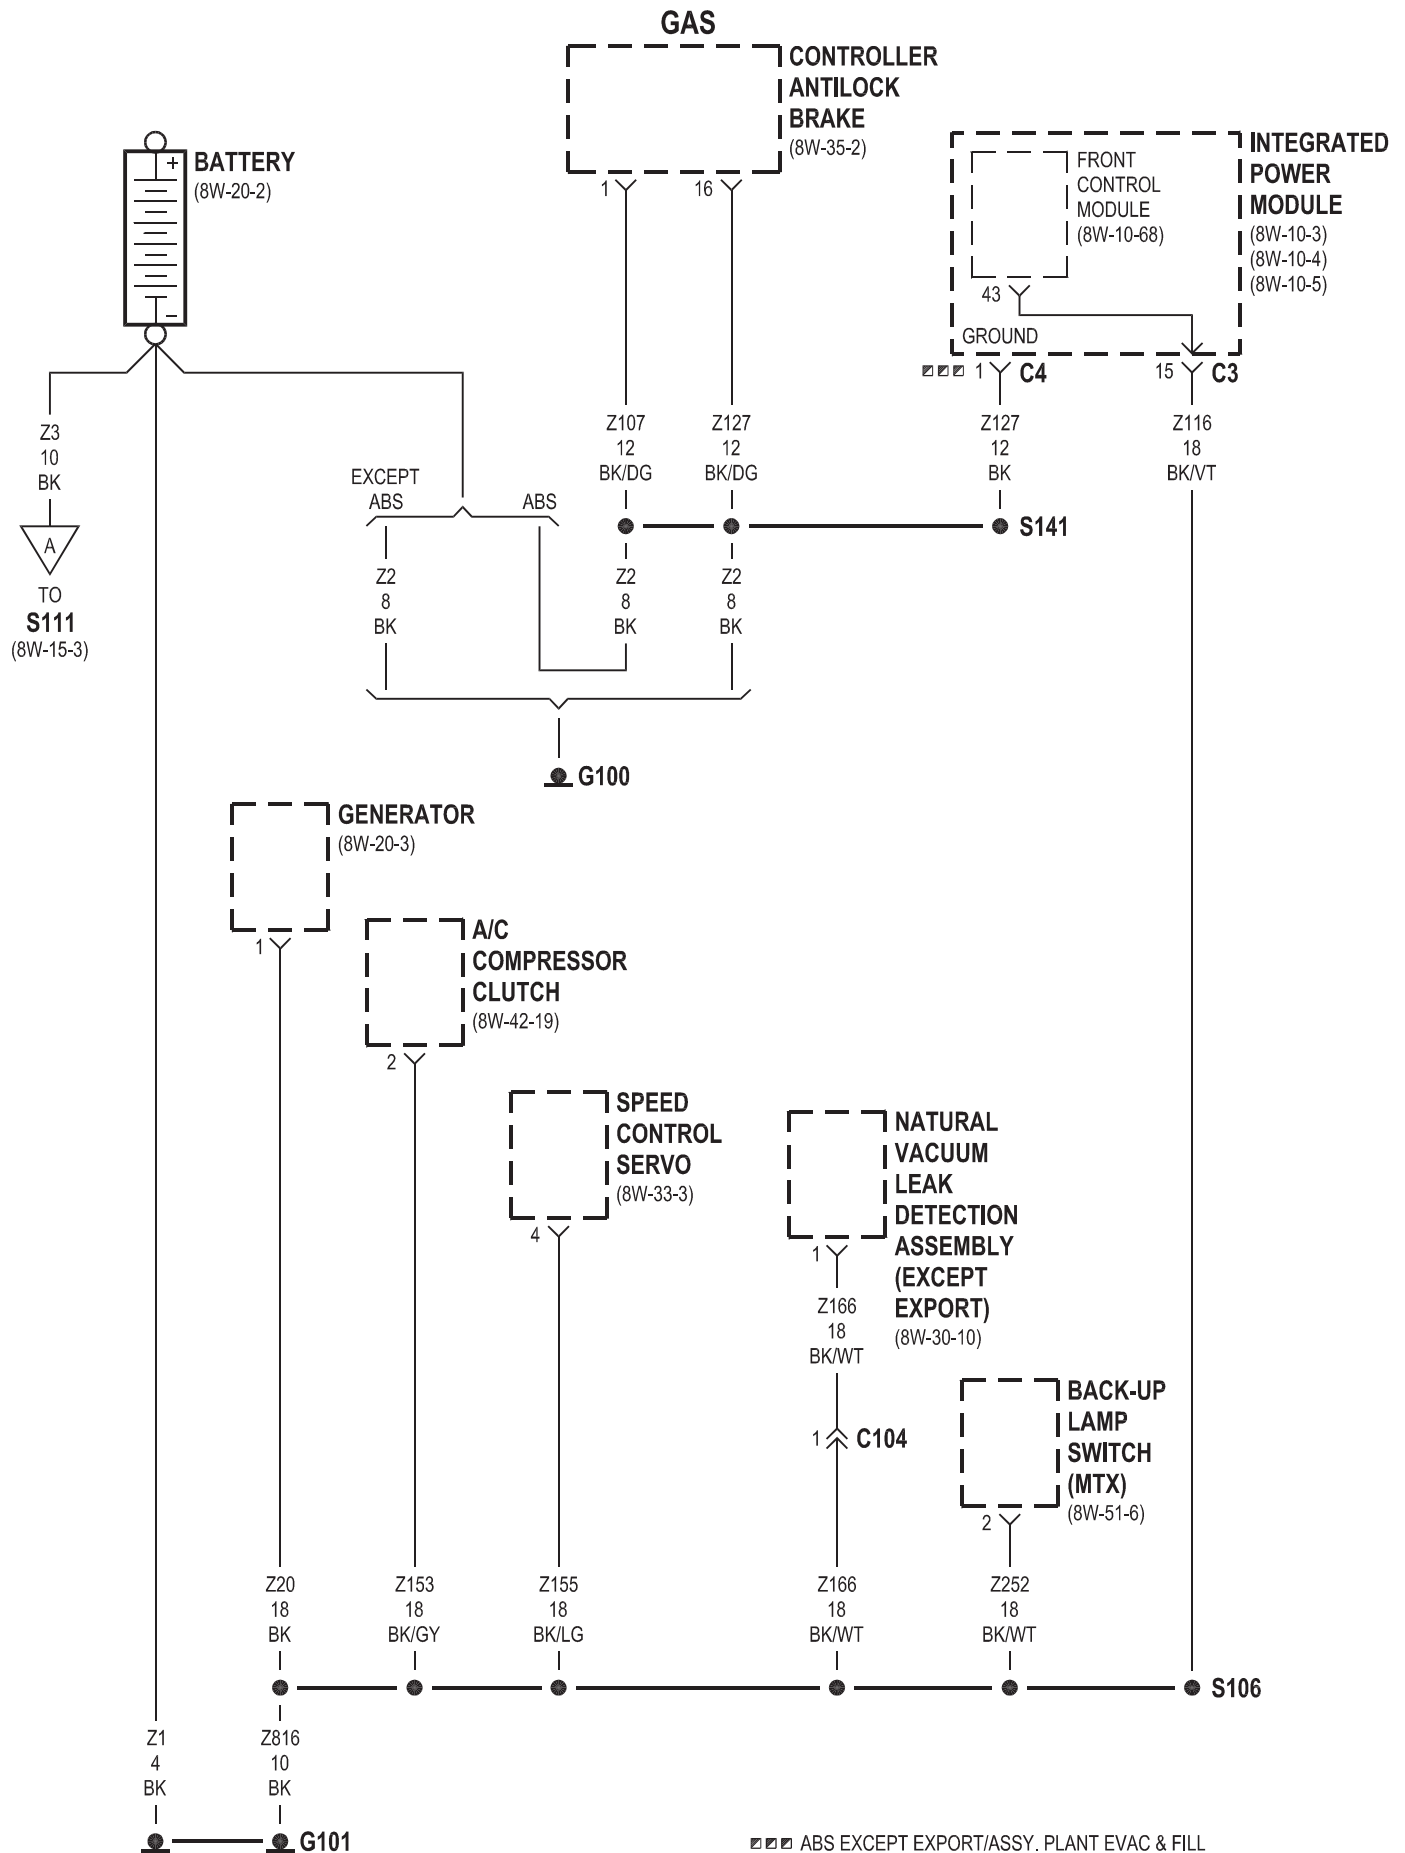 GAS
CONTROLLER
ANTILOCK
BRAKE
(8W-35-2)
1
16
BATTERY
(8W-20-2)
+
–
INTEGRATED
POWER
MODULE
(8W-10-3)
(8W-10-4)
(8W-10-5)
FRONT
CONTROL
MODULE
(8W-10-68)
43
GROUND
1
C4
15
C3
Z3
10
BK
A
TO
S111
(8W-15-3)
EXCEPT
ABS
ABS
Z107
12
BK/DG
Z127
12
BK/DG
Z127
12
BK
Z116
18
BK/VT
S141
Z2
8
BK
Z2
8
BK
Z2
8
BK
G100
GENERATOR
(8W-20-3)
1
A/C
COMPRESSOR
CLUTCH
(8W-42-19)
2
SPEED
CONTROL
SERVO
(8W-33-3)
4
NATURAL
VACUUM
LEAK
DETECTION
ASSEMBLY
(EXCEPT
EXPORT)
(8W-30-10)
1
Z166
18
BK/WT
1
C104
BACK-UP
LAMP
SWITCH
(MTX)
(8W-51-6)
2
Z20
18
BK
Z153
18
BK/GY
Z155
18
BK/LG
Z166
18
BK/WT
Z252
18
BK/WT
S106
Z1
4
BK
Z816
10
BK
G101
ABS EXCEPT EXPORT/ASSY. PLANT EVAC & FILL